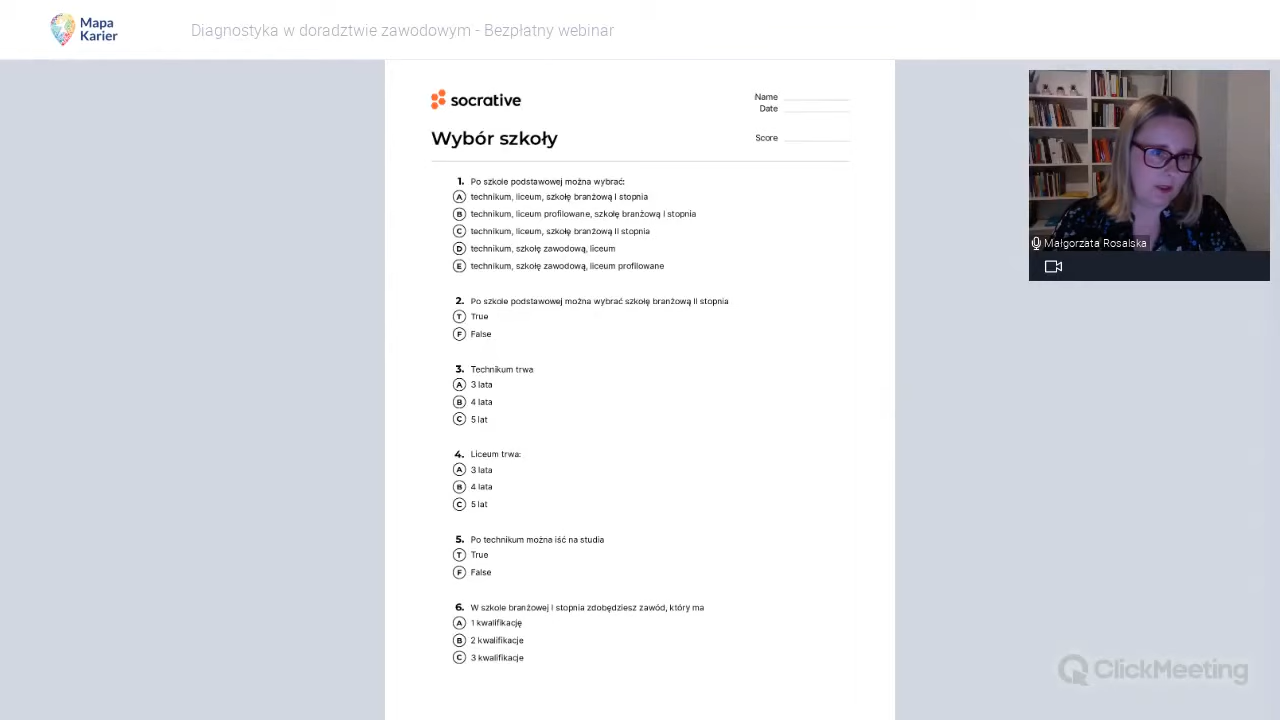 Mapa
Karier
Diagnostyka w doradztwie zawodowym - Bezpłatny webinar
socrative
Name
Date
Wybór szkoły
Score
1. Po szkole podstawowej można wybrać:
A technikum, liceum, szkołę branżową I stopnia
B technikum, liceum profilowane, szkołę branżową I stopnia
C technikum, liceum, szkołę branżową II stopnia
D technikum, szkołę zawodową, liceum
E technikum, szkołę zawodową, liceum profilowane
2. Po szkole podstawowej można wybrać szkołę branżową II stopnia
T True
F False
3. Technikum trwa
A 3 lata
B 4 lata
C 5 lat
4. Liceum trwa:
A 3 lata
B 4 lata
C 5 lat
5. Po technikum można iść na studia
T True
F False
6. W szkole branżowej I stopnia zdobędziesz zawód, który ma
A 1 kwalifikację
B 2 kwalifikacje
C 3 kwalifikacje
Małgorzata Rosalska
ClickMeeting